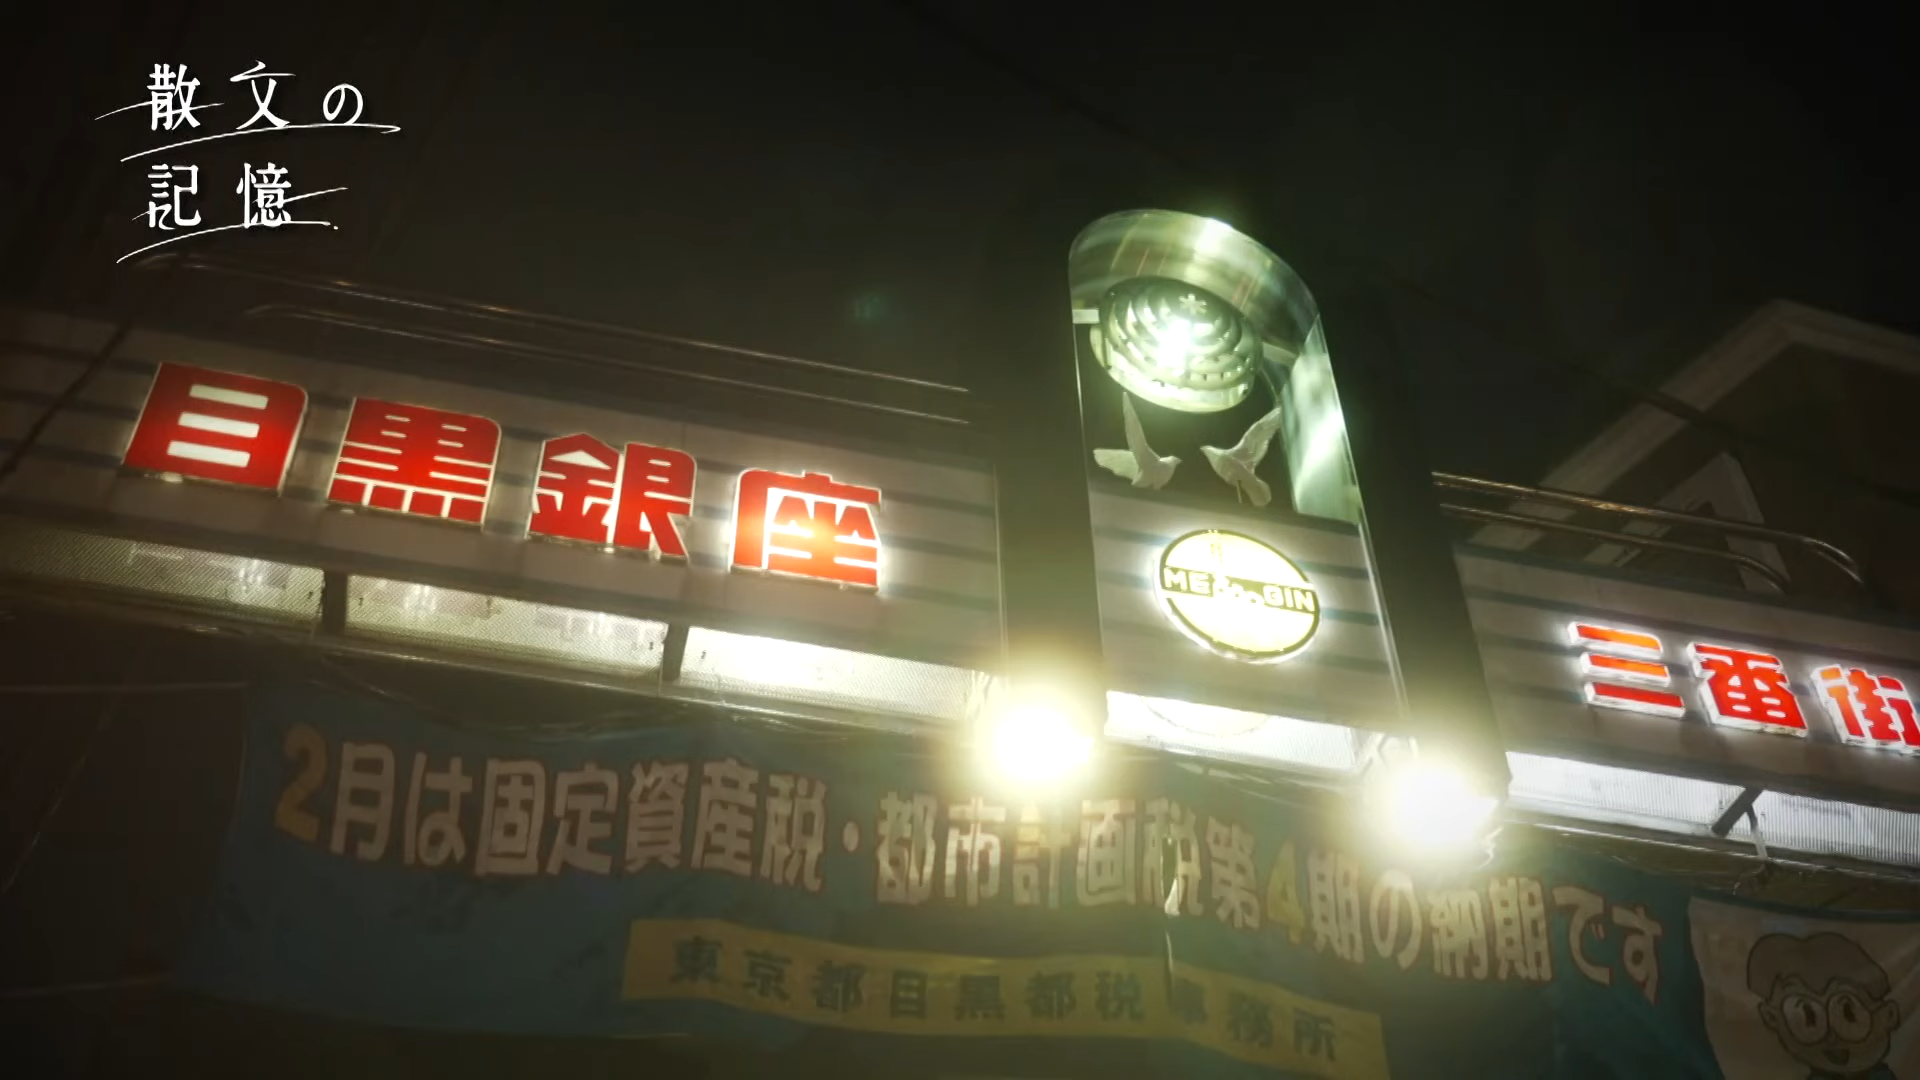 散文の
記憶
目黒銀座
ME GIN
三番街
2月は固定資産税・都市計画税第4期の納期です
東京都目黒都税事務所